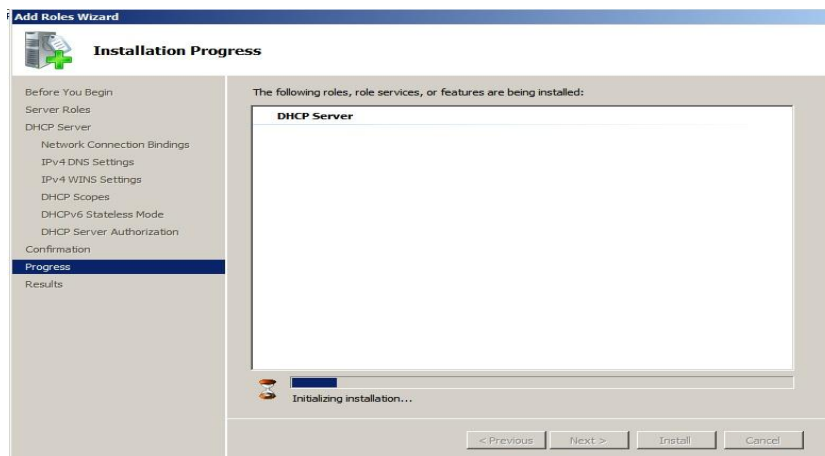 Add Roles Wizard
Installation Progress
Before You Begin
Server Roles
DHCP Server
Network Connection Bindings
IPv4 DNS Settings
IPv4 WINS Settings
DHCP Scopes
DHCPv6 Stateless Mode
DHCP Server Authorization
Confirmation
Progress
Results
The following roles, role services, or features are being installed:
DHCP Server
Initializing installation...
< Previous Next > Install Cancel